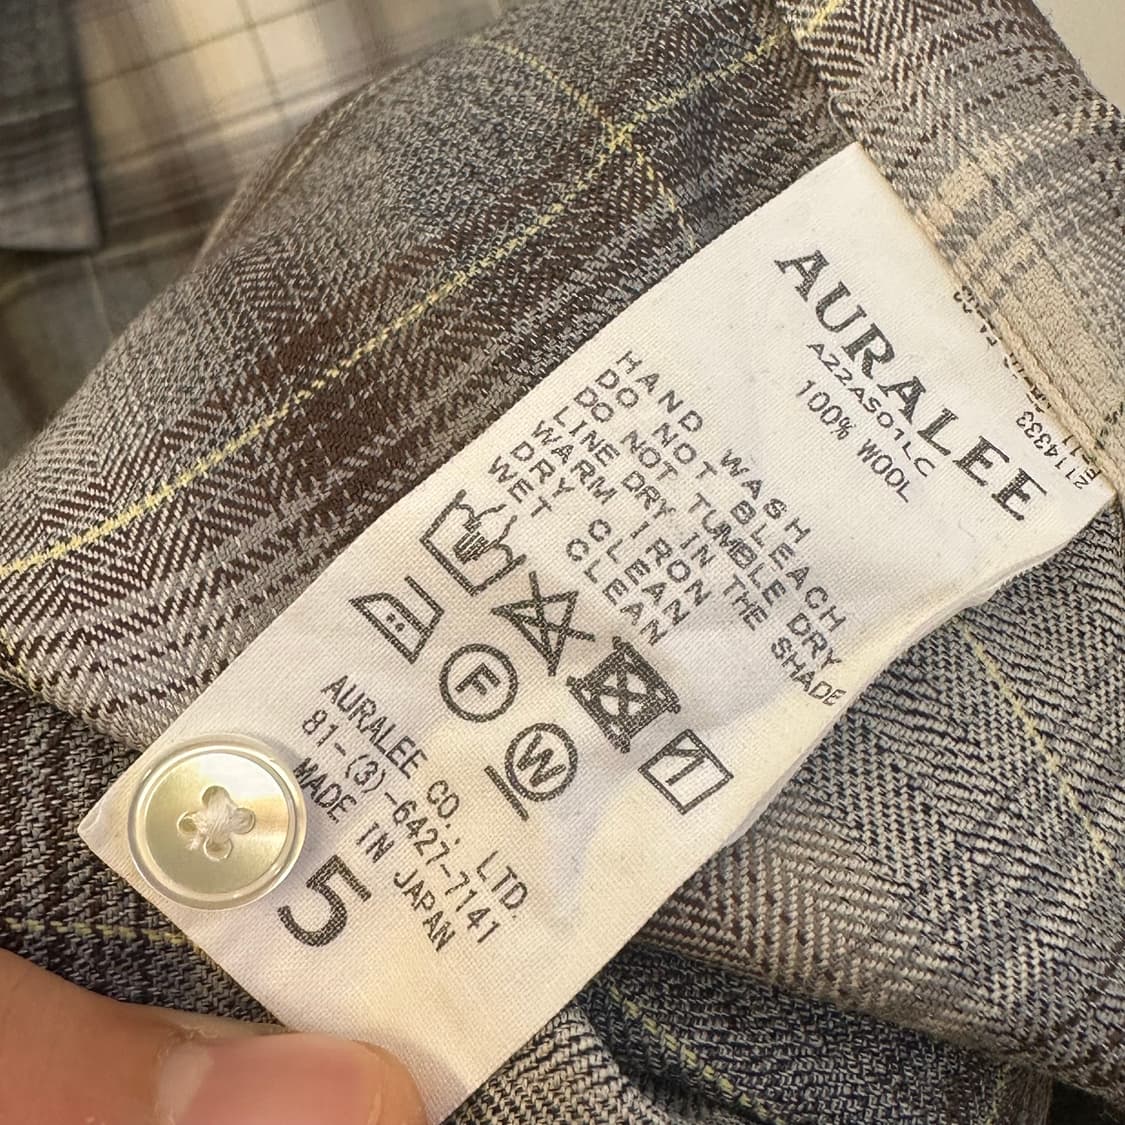 AURALEE
A22AS01LC
100% WOOL
HAND WASH
DO NOT BLEACH
DO NOT TUMBLE DRY
LINE DRY IN THE SHADE
WARM IRON
DRY CLEAN
WET CLEAN
F
W
AURALEE CO., LTD.
81-(3)-6427-7141
MADE IN JAPAN
5
Z114333